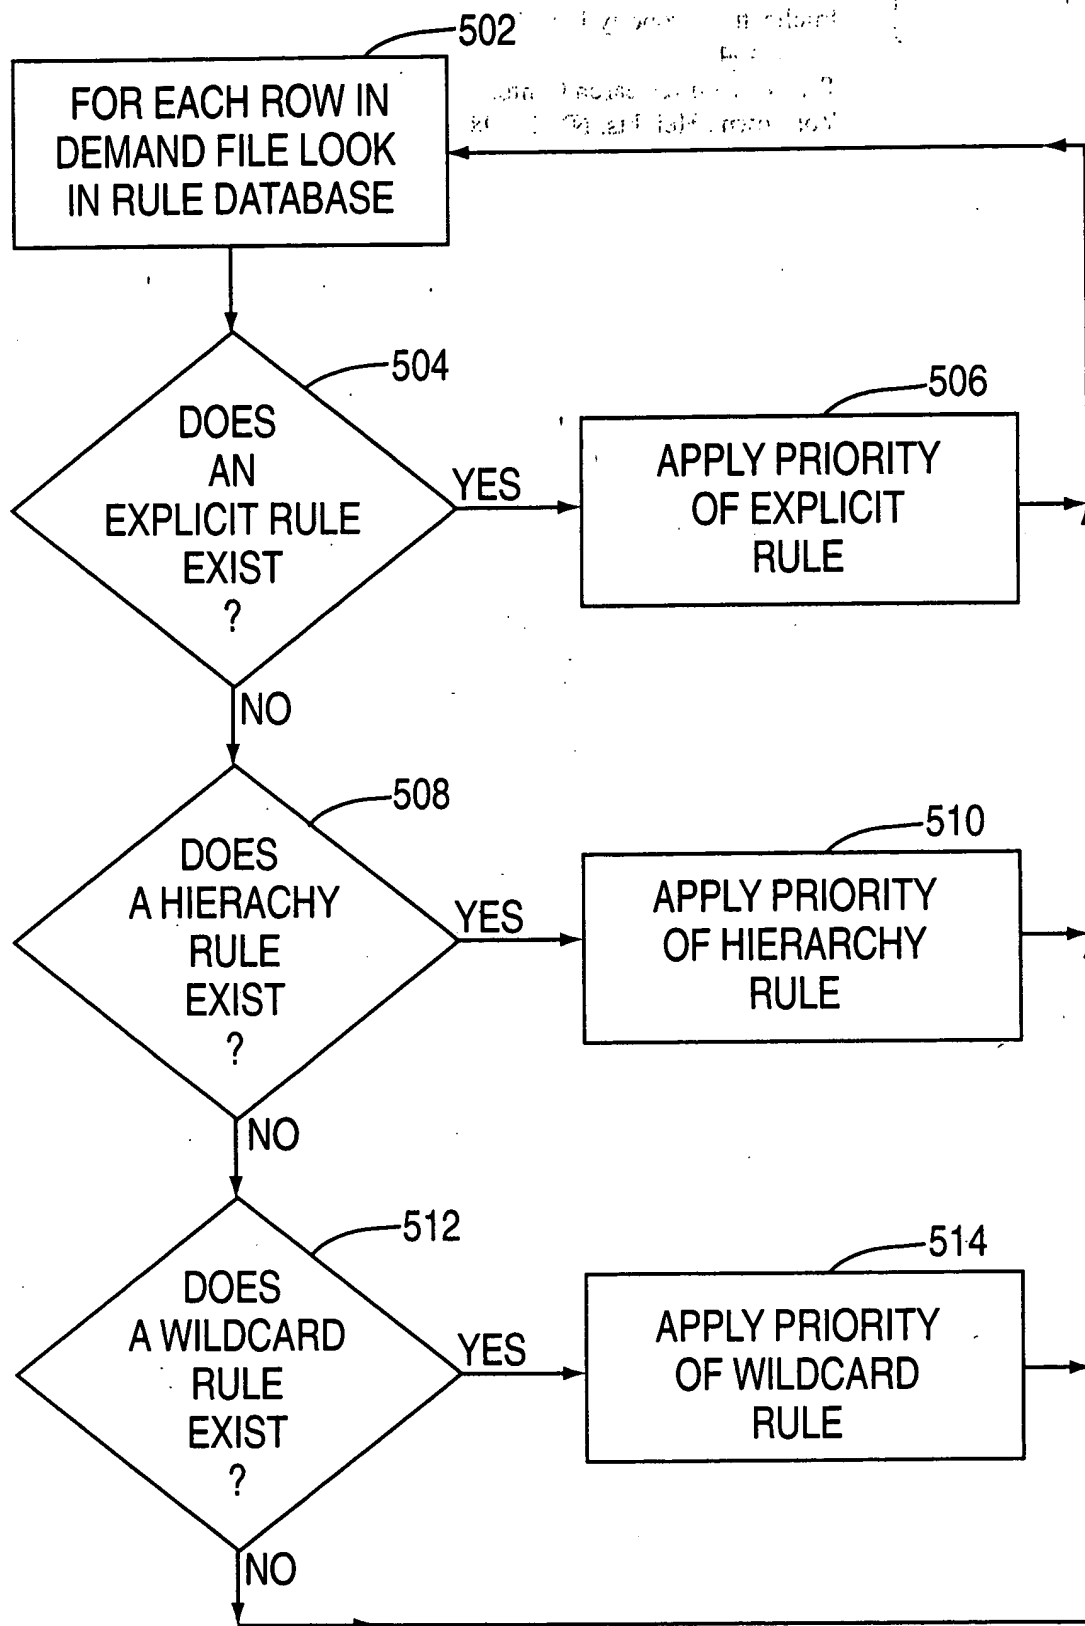 502
FOR EACH ROW IN
DEMAND FILE LOOK
IN RULE DATABASE
504
DOES
AN
EXPLICIT RULE
EXIST
?
YES
506
APPLY PRIORITY
OF EXPLICIT
RULE
NO
508
DOES
A HIERACHY
RULE
EXIST
?
YES
510
APPLY PRIORITY
OF HIERARCHY
RULE
NO
512
DOES
A WILDCARD
RULE
EXIST
?
YES
514
APPLY PRIORITY
OF WILDCARD
RULE
NO